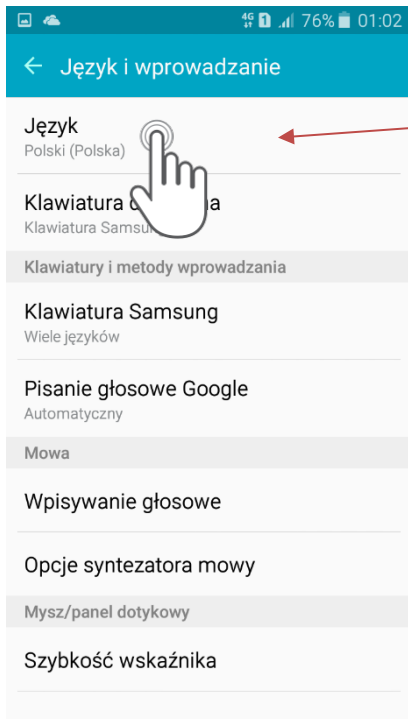 4G 1 76% 01:02
Język i wprowadzanie
Język
Polski (Polska)
Klawiatura
Klawiatura
Klawiatury i metody wprowadzania
Klawiatura Samsung
Wiele języków
Pisanie głosowe Google
Automatyczny
Mowa
Wpisywanie głosowe
Opcje syntezatora mowy
Mysz/panel dotykowy
Szybkość wskaźnika